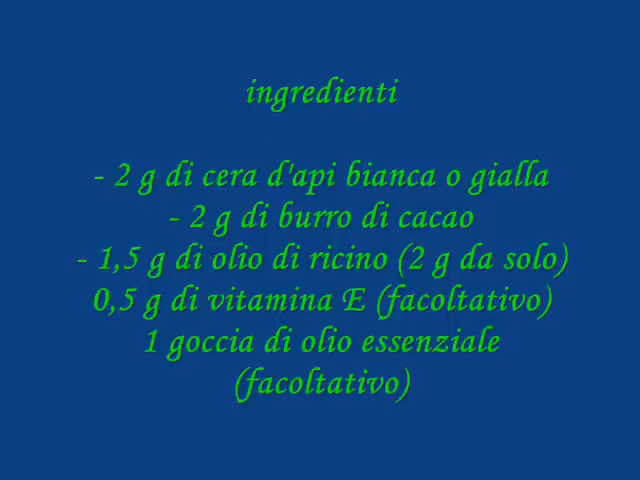 ingredienti
- 2 g di cera d'api bianca o gialla
- 2 g di burro di cacao
- 1,5 g di olio di ricino (2 g da solo)
0,5 g di vitamina E (facoltativo)
1 goccia di olio essenziale
(facoltativo)